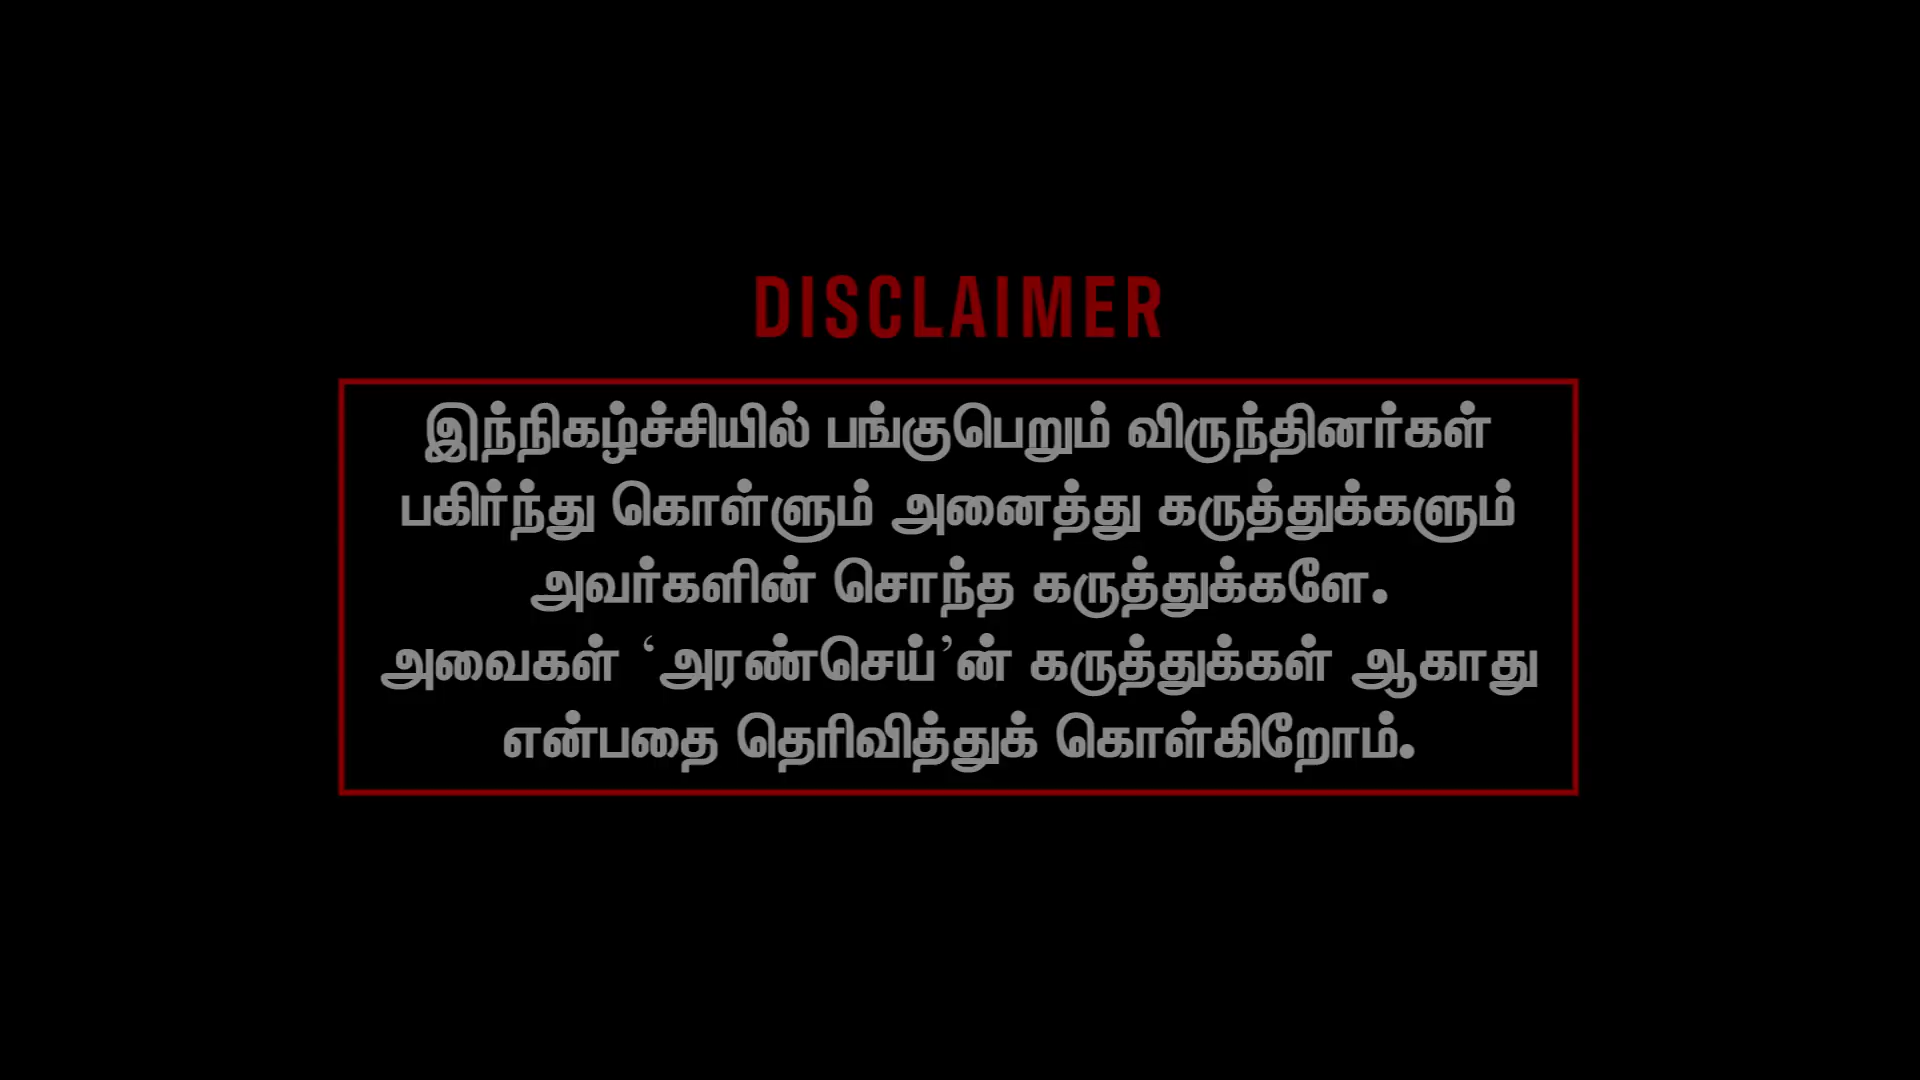 DISCLAIMER
இந்நிகழ்ச்சியில் பங்குபெறும் விருந்தினர்கள்
பகிர்ந்து கொள்ளும் அனைத்து கருத்துக்களும்
அவர்களின் சொந்த கருத்துக்களே.
அவைகள் ‘அரண்செய்’ன் கருத்துக்கள் ஆகாது
என்பதை தெரிவித்துக் கொள்கிறோம்.